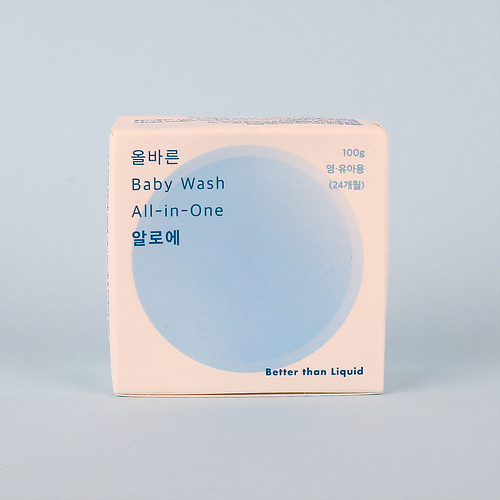 올바른
Baby Wash
All-in-One
알로에
100g
영·유아용
(24개월)
Better than Liquid